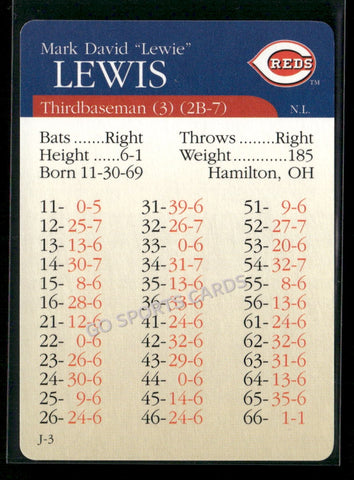 Mark David "Lewie"
LEWIS
REDS
TM
Thirdbaseman (3) (2B-7)
N.L.
Bats .......Right Throws .......Right
Height ......6-1 Weight.............185
Born 11-30-69 Hamilton, OH
11- 0-5 31-39-6 51- 9-6
12-25-7 32-26-7 52-27-7
13-13-6 33- 0-6 53-20-6
14-30-7 34-31-7 54-32-7
15- 8-6 35-13-6 55- 8-6
16-28-6 36-13-6 56-13-6
21-12-6 41-24-6 61-24-6
22- 0-6 42-32-6 62-32-6
23-26-6 43-29-6 63-31-6
24-30-6 44-13-6 64-13-6
25- 9-6 45-14-6 65-35-6
26-24-6 46-24-6 66- 1-1
J-3
GO SPORTS CARDS